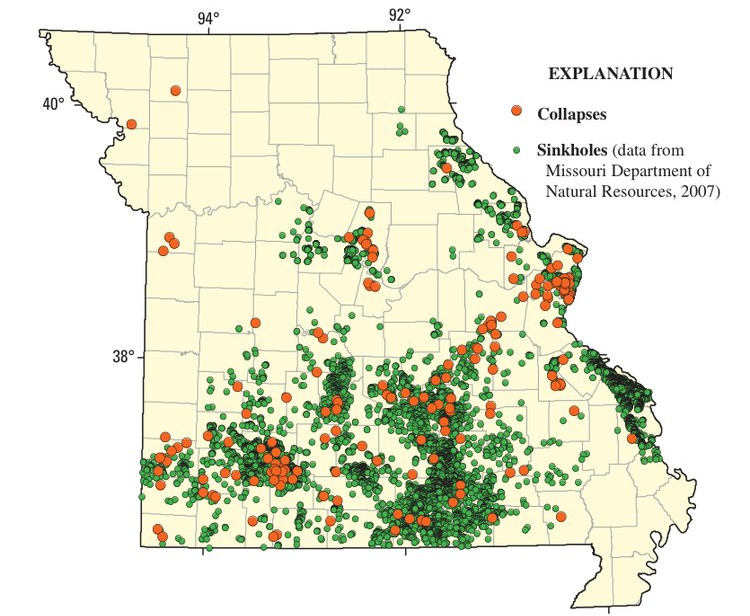 94°
92°
40°
38°
EXPLANATION
Collapses
Sinkholes (data from
Missouri Department of
Natural Resources, 2007)